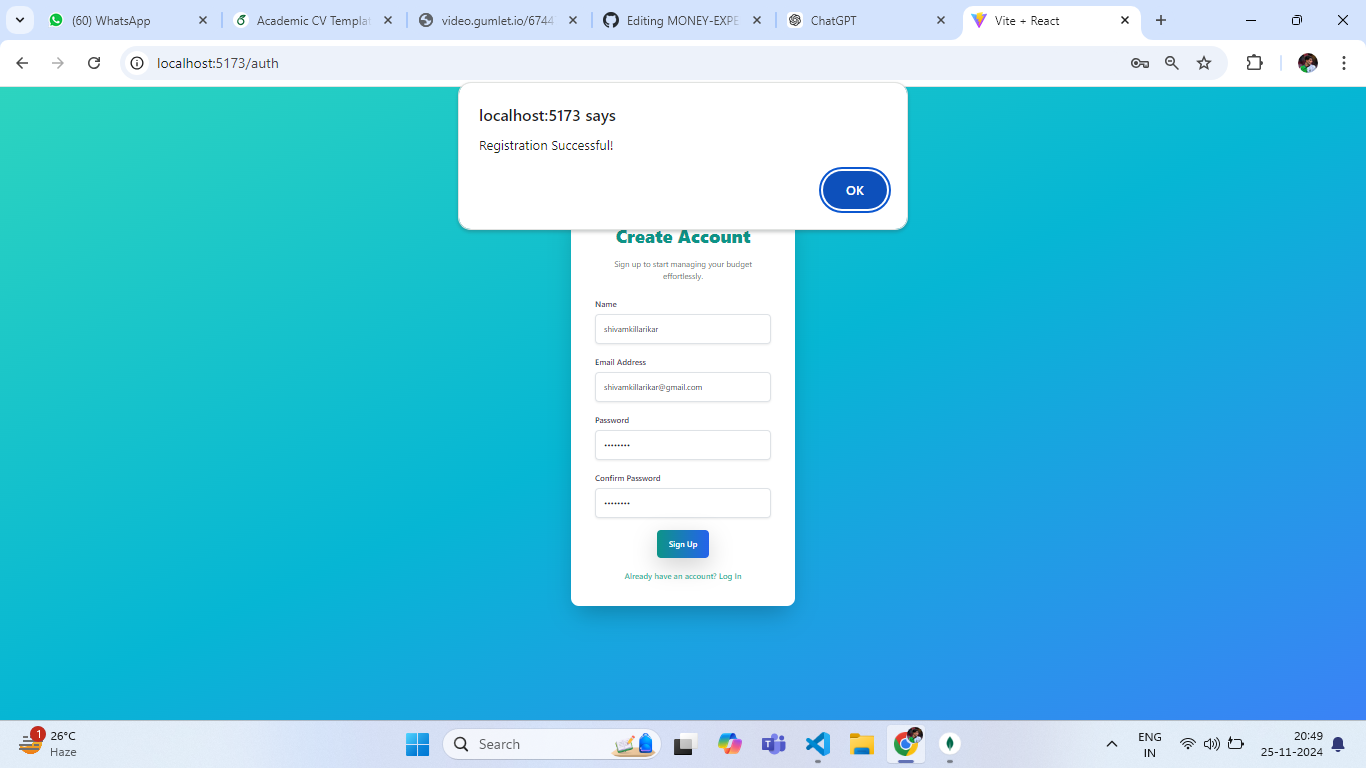 (60) WhatsApp
Academic CV Templat
video.gumlet.io/6744
Editing MONEY-EXPE
ChatGPT
Vite + React
localhost:5173/auth
localhost:5173 says
Registration Successful!
OK
Create Account
Sign up to start managing your budget
effortlessly.
Name
shivamkillarikar
Email Address
shivamkillarikar@gmail.com
Password
••••••••
Confirm Password
••••••••
Sign Up
Already have an account? Log In
1
26°C
Haze
Search
ENG
IN
20:49
25-11-2024